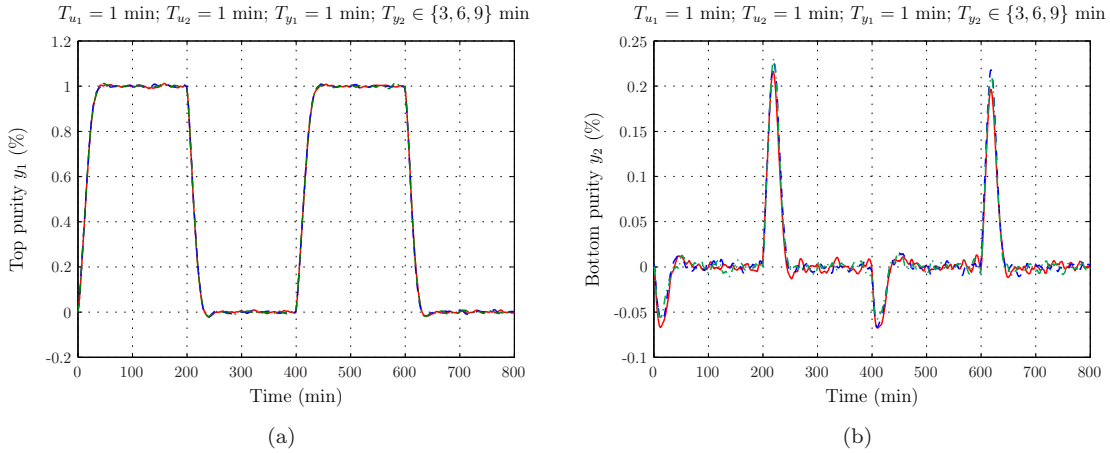 T_{u_1} = 1 min; T_{u_2} = 1 min; T_{y_1} = 1 min; T_{y_2} ∈ {3, 6, 9} min
1.2
1
0.8
0.6
0.4
0.2
0
-0.2
Top purity y_1 (%)
0 100 200 300 400 500 600 700 800
Time (min)
(a)
T_{u_1} = 1 min; T_{u_2} = 1 min; T_{y_1} = 1 min; T_{y_2} ∈ {3, 6, 9} min
0.25
0.2
0.15
0.1
0.05
0
-0.05
-0.1
Bottom purity y_2 (%)
0 100 200 300 400 500 600 700 800
Time (min)
(b)